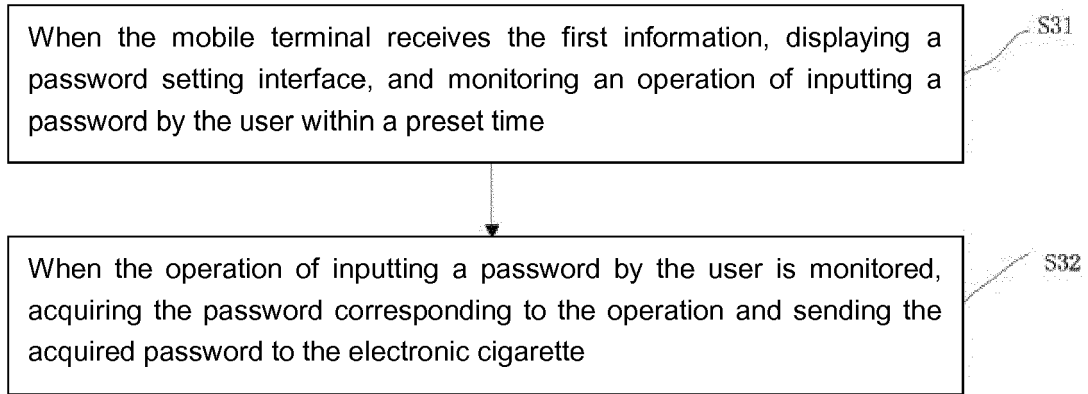 When the mobile terminal receives the first information, displaying a
password setting interface, and monitoring an operation of inputting a
password by the user within a preset time
S31
When the operation of inputting a password by the user is monitored,
acquiring the password corresponding to the operation and sending the
acquired password to the electronic cigarette
S32